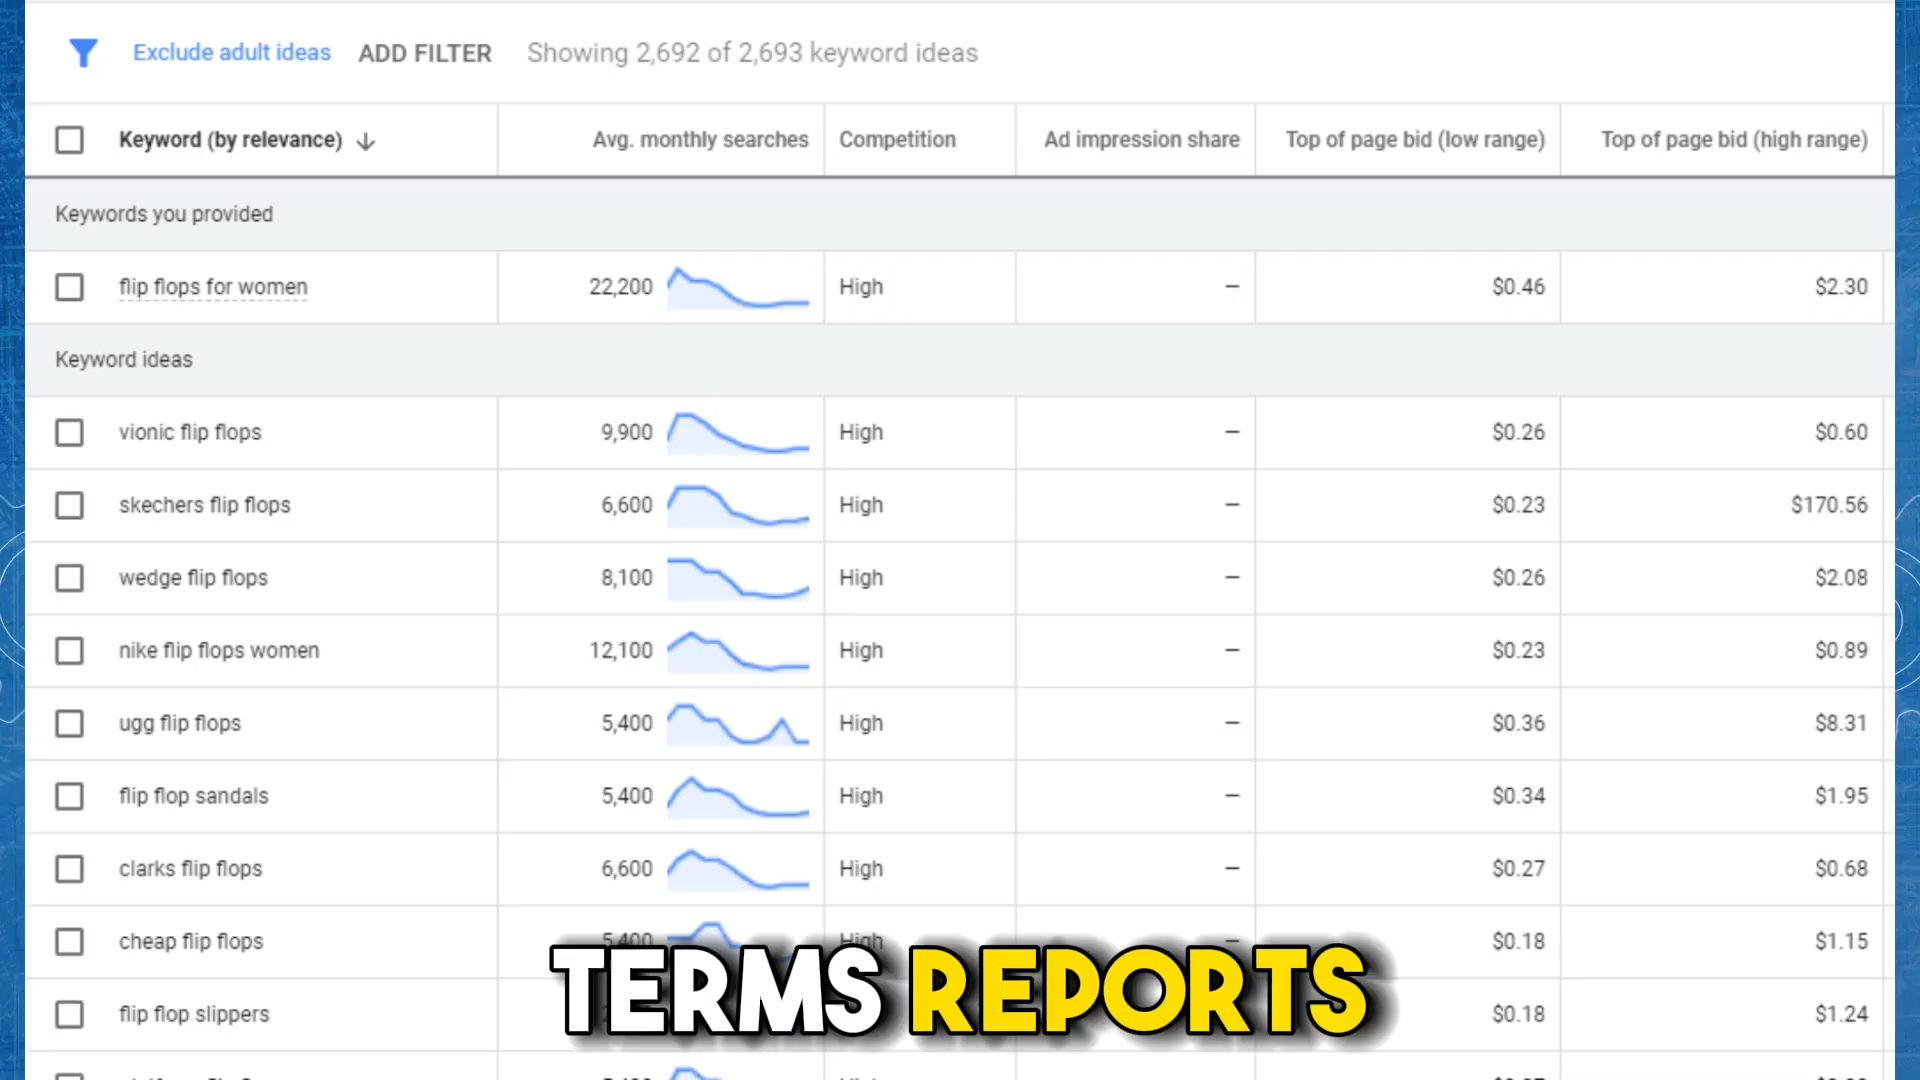 Exclude adult ideas ADD FILTER Showing 2,692 of 2,693 keyword ideas
Keyword (by relevance) Avg. monthly searches Competition Ad impression share Top of page bid (low range) Top of page bid (high range)
Keywords you provided
flip flops for women 22,200 High – $0.46 $2.30
Keyword ideas
vionic flip flops 9,900 High – $0.26 $0.60
skechers flip flops 6,600 High – $0.23 $170.56
wedge flip flops 8,100 High – $0.26 $2.08
nike flip flops women 12,100 High – $0.23 $0.89
ugg flip flops 5,400 High – $0.36 $8.31
flip flop sandals 5,400 High – $0.34 $1.95
clarks flip flops 6,600 High – $0.27 $0.68
cheap flip flops 5,400 High – $0.18 $1.15
flip flop slippers $0.18 $1.24
TERMS REPORTS